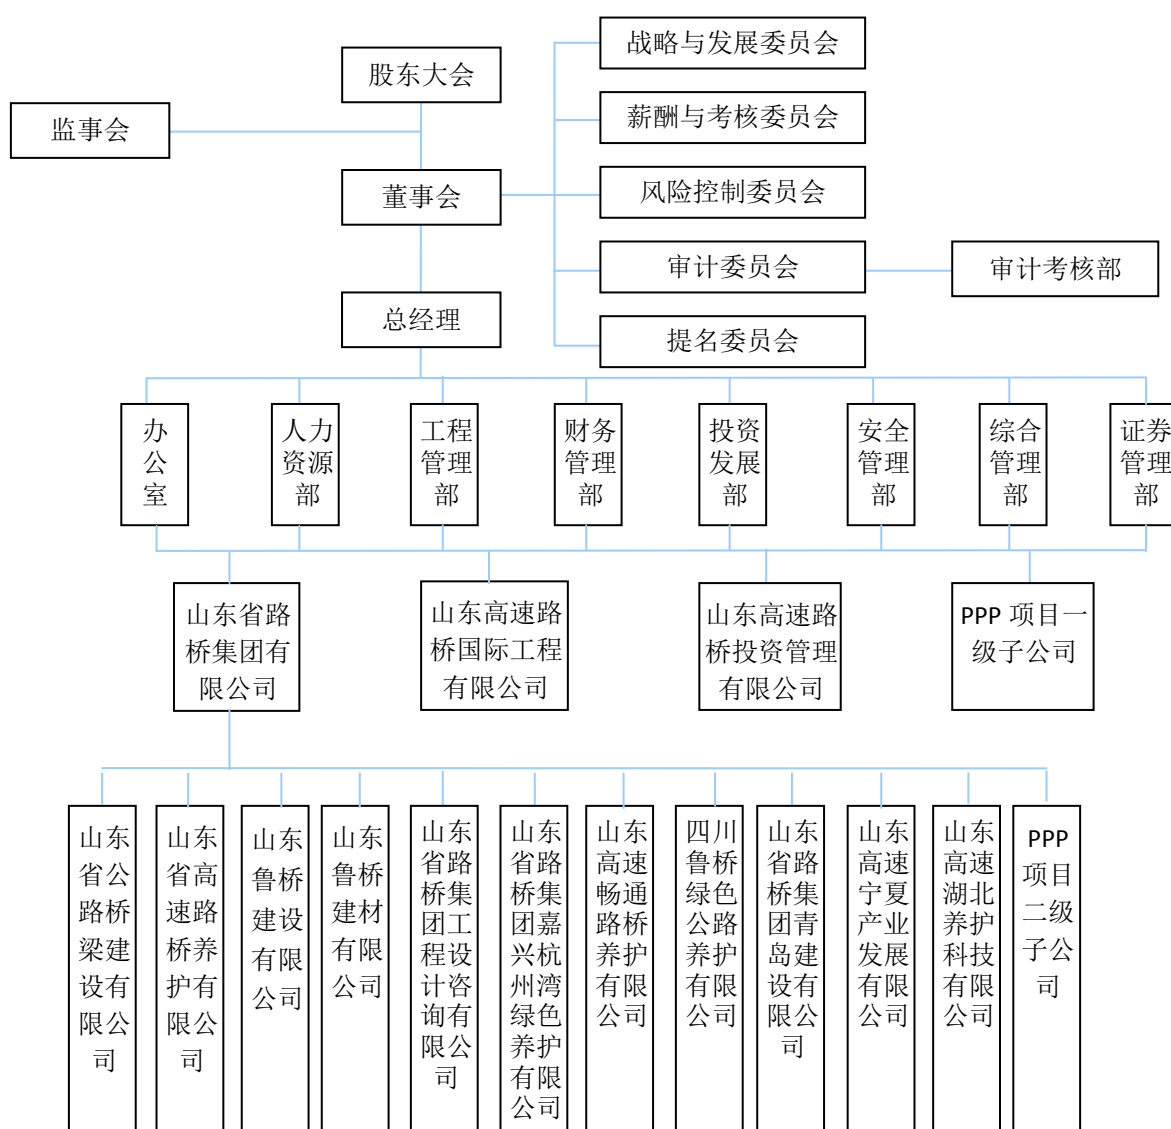 战略与发展委员会
股东大会
薪酬与考核委员会
监事会
董事会
风险控制委员会
审计委员会
审计考核部
总经理
提名委员会
办
公
室
人力
资源
部
工程
管理
部
财务
管理
部
投资
发展
部
安全
管理
部
综合
管理
部
证券
管理
部
山东省路
桥集团有
限公司
山东高速路
桥国际工程
有限公司
山东高速路
桥投资管理
有限公司
PPP 项目一
级子公司
山东
省公
路桥
梁建
设有
限公
司
山东
省高
速路
桥养
护有
限公
司
山东
鲁桥
建设
有限
公司
山东
鲁桥
建材
有限
公司
山东
省路
桥集
团工
程设
计咨
询有
限公
司
山东
省路
桥集
团嘉
兴杭
州湾
绿色
养护
有限
公司
山东
高速
畅通
路桥
养护
有限
公司
四川
鲁桥
绿色
公路
养护
有限
公司
山东
省路
桥集
团青
岛建
设有
限公
司
山东
高速
宁夏
产业
发展
有限
公司
山东
高速
湖北
养护
科技
有限
公司
PPP
项目
二级
子公
司